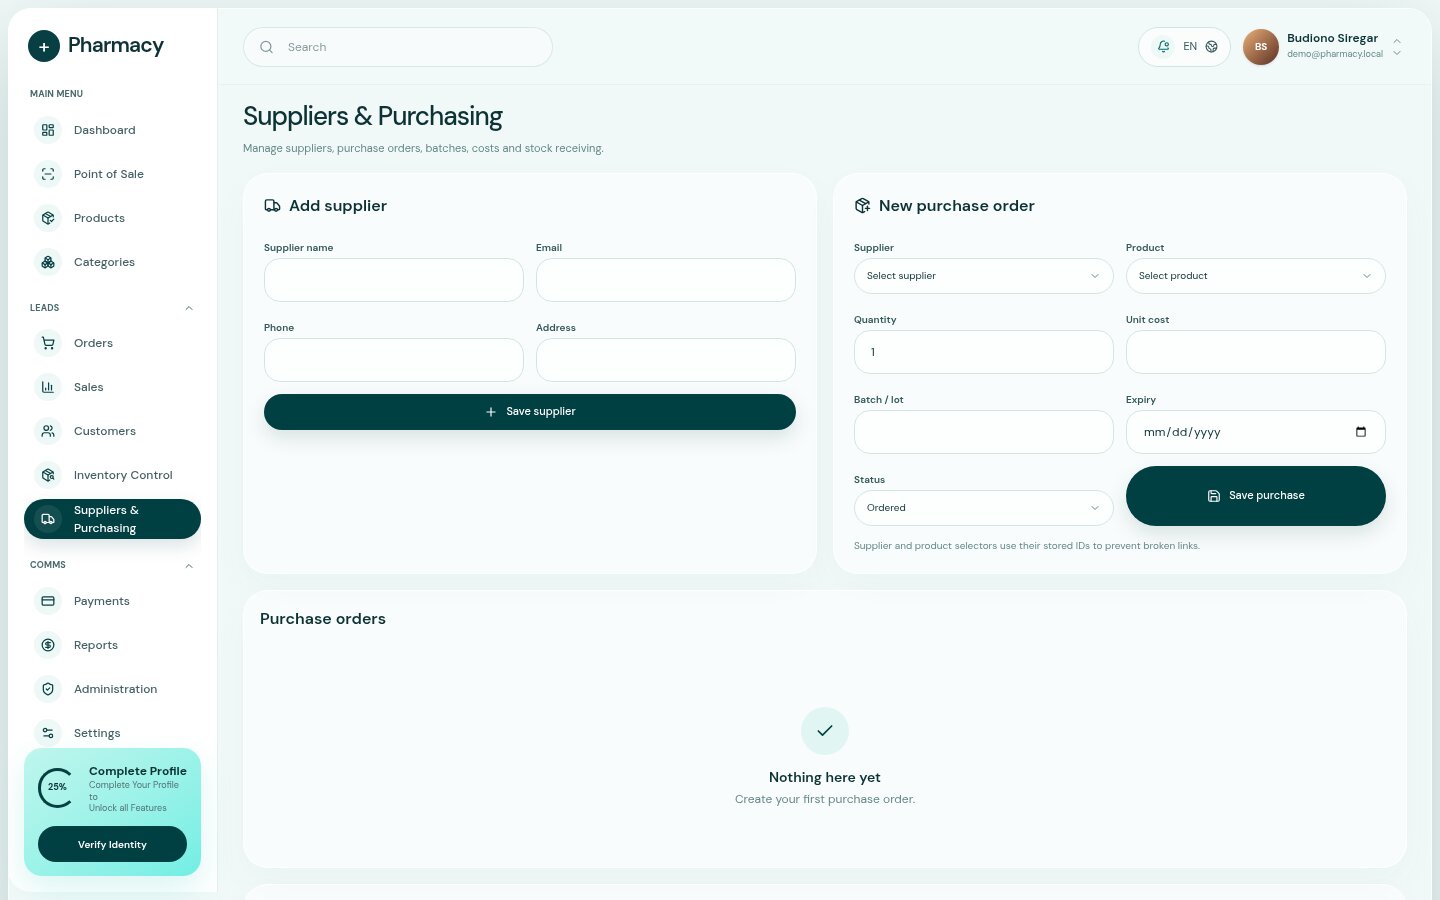 Pharmacy
MAIN MENU
Dashboard
Point of Sale
Products
Categories
LEADS
Orders
Sales
Customers
Inventory Control
Suppliers &
Purchasing
COMMS
Payments
Reports
Administration
Settings
25%
Complete Profile
Complete Your Profile
to
Unlock all Features
Verify Identity
Search
EN
BS
Budiono Siregar
demo@pharmacy.local
Suppliers & Purchasing
Manage suppliers, purchase orders, batches, costs and stock receiving.
Add supplier
Supplier name
Email
Phone
Address
Save supplier
New purchase order
Supplier
Product
Select supplier
Select product
Quantity
Unit cost
1
Batch / lot
Expiry
mm/dd/yyyy
Status
Ordered
Save purchase
Supplier and product selectors use their stored IDs to prevent broken links.
Purchase orders
Nothing here yet
Create your first purchase order.